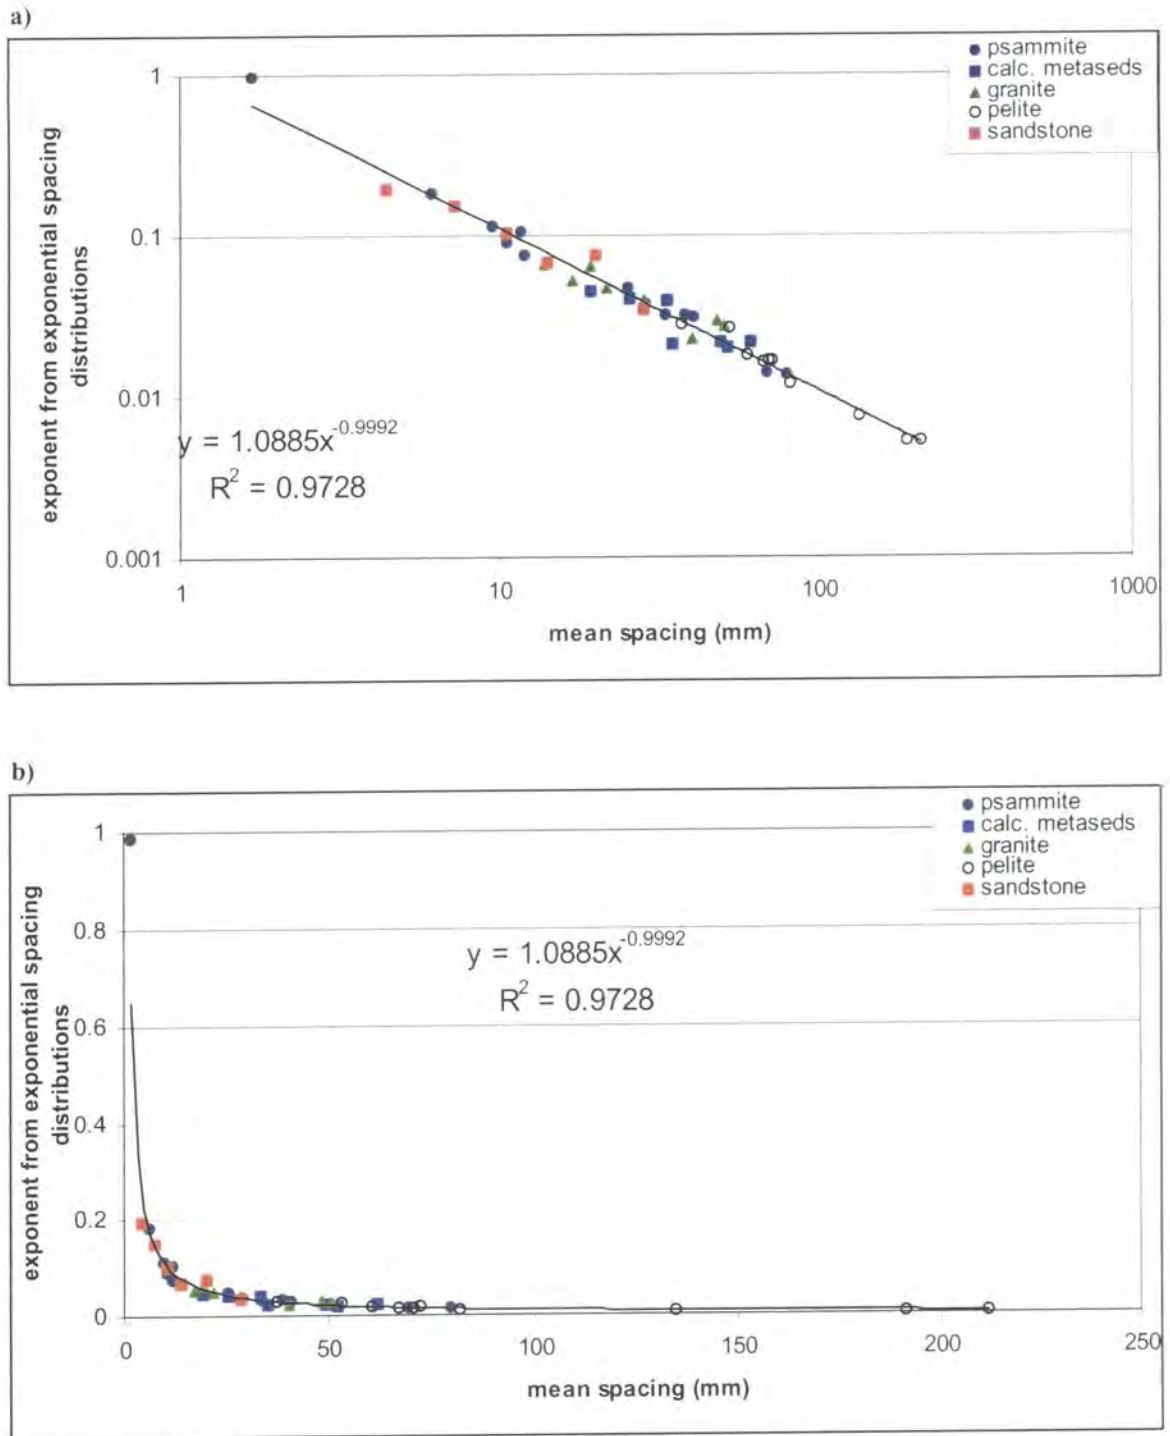 a)
psammite
calc. metaseds
granite
pelite
sandstone
exponent from exponential spacing
distributions
1
0.1
0.01
0.001
y = 1.0885x^-0.9992
R^2 = 0.9728
1 10 100 1000
mean spacing (mm)
b)
psammite
calc. metaseds
granite
pelite
sandstone
exponent from exponential spacing
distributions
1
0.8
0.6
0.4
0.2
0
y = 1.0885x^-0.9992
R^2 = 0.9728
0 50 100 150 200 250
mean spacing (mm)